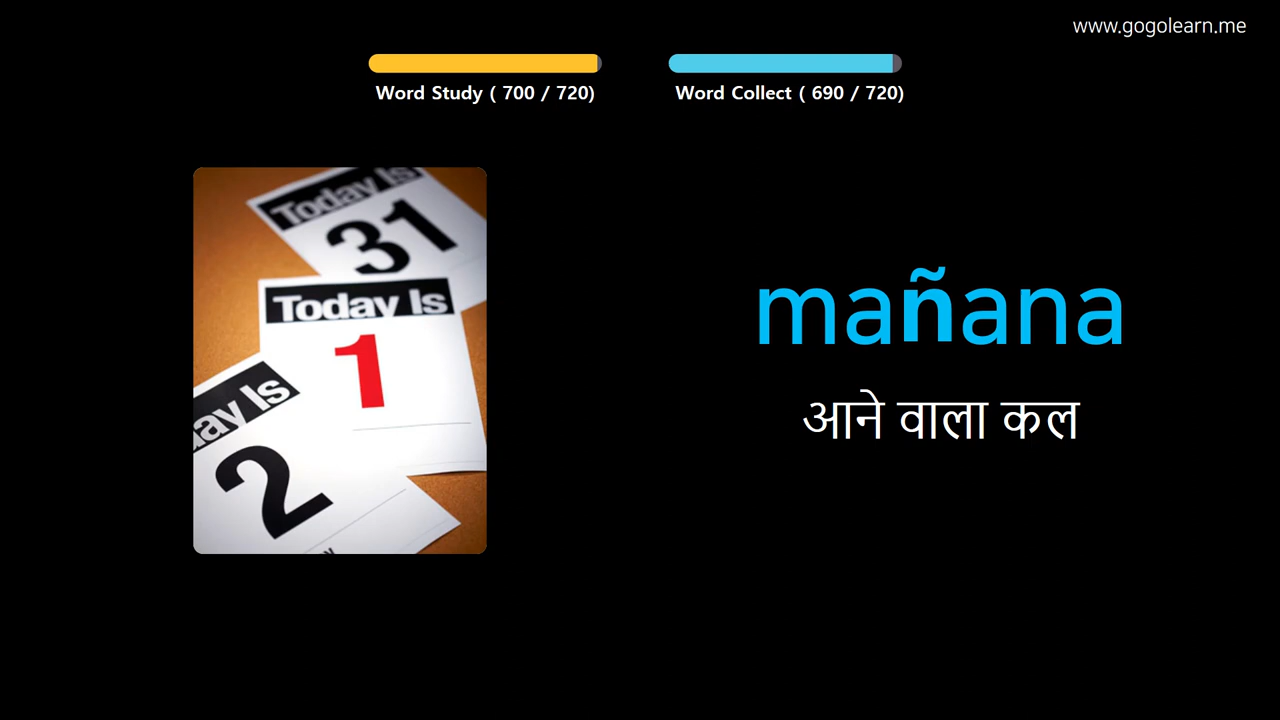 www.gogolearn.me
Word Study ( 700 / 720)
Word Collect ( 690 / 720)
Today Is
31
Today Is
1
ay Is
2
mañana
आने वाला कल